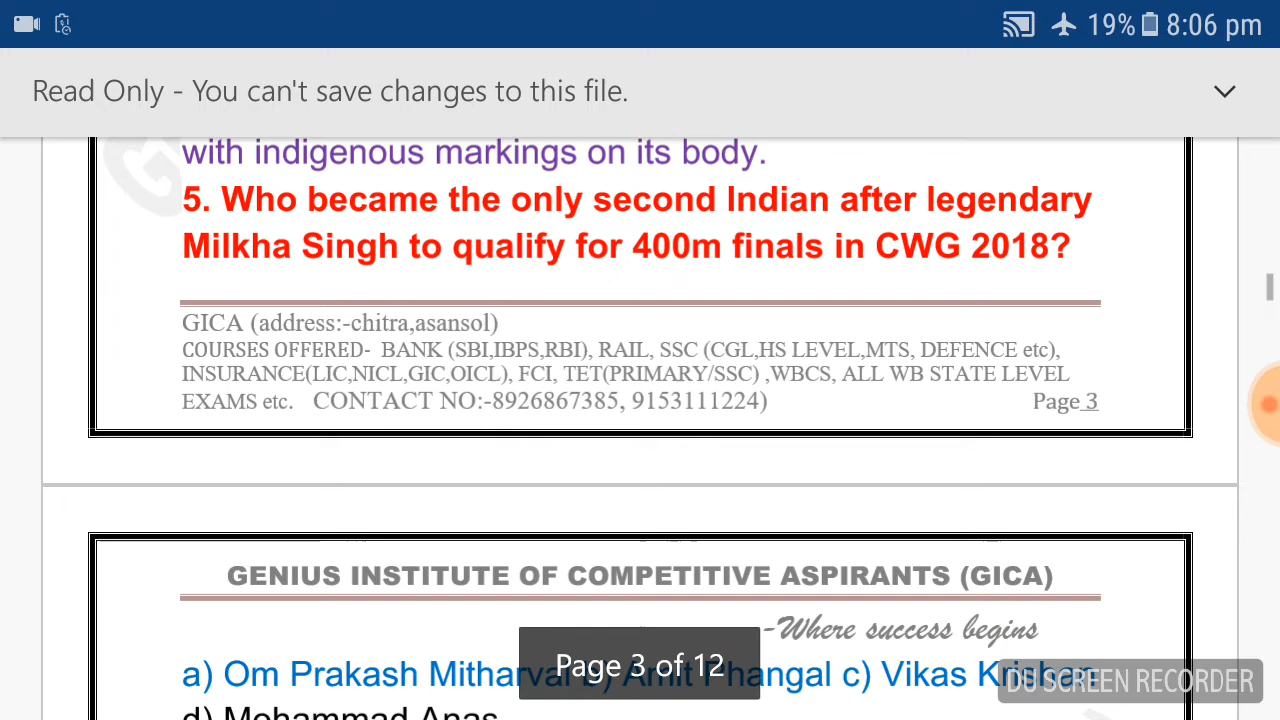 19% 8:06 pm
Read Only - You can't save changes to this file.
with indigenous markings on its body.
5. Who became the only second Indian after legendary
Milkha Singh to qualify for 400m finals in CWG 2018?
GICA (address:-chitra,asansol)
COURSES OFFERED- BANK (SBI,IBPS,RBI), RAIL, SSC (CGL,HS LEVEL,MTS, DEFENCE etc),
INSURANCE(LIC,NICL,GIC,OICL), FCI, TET(PRIMARY/SSC) ,WBCS, ALL WB STATE LEVEL
EXAMS etc. CONTACT NO:-8926867385, 9153111224) Page 3
GENIUS INSTITUTE OF COMPETITIVE ASPIRANTS (GICA)
-Where success begins
Page 3 of 12
a) Om Prakash Mitharval b) Amit Phangal c) Vikas Krishan
DU SCREEN RECORDER
d) Mohammad Anas